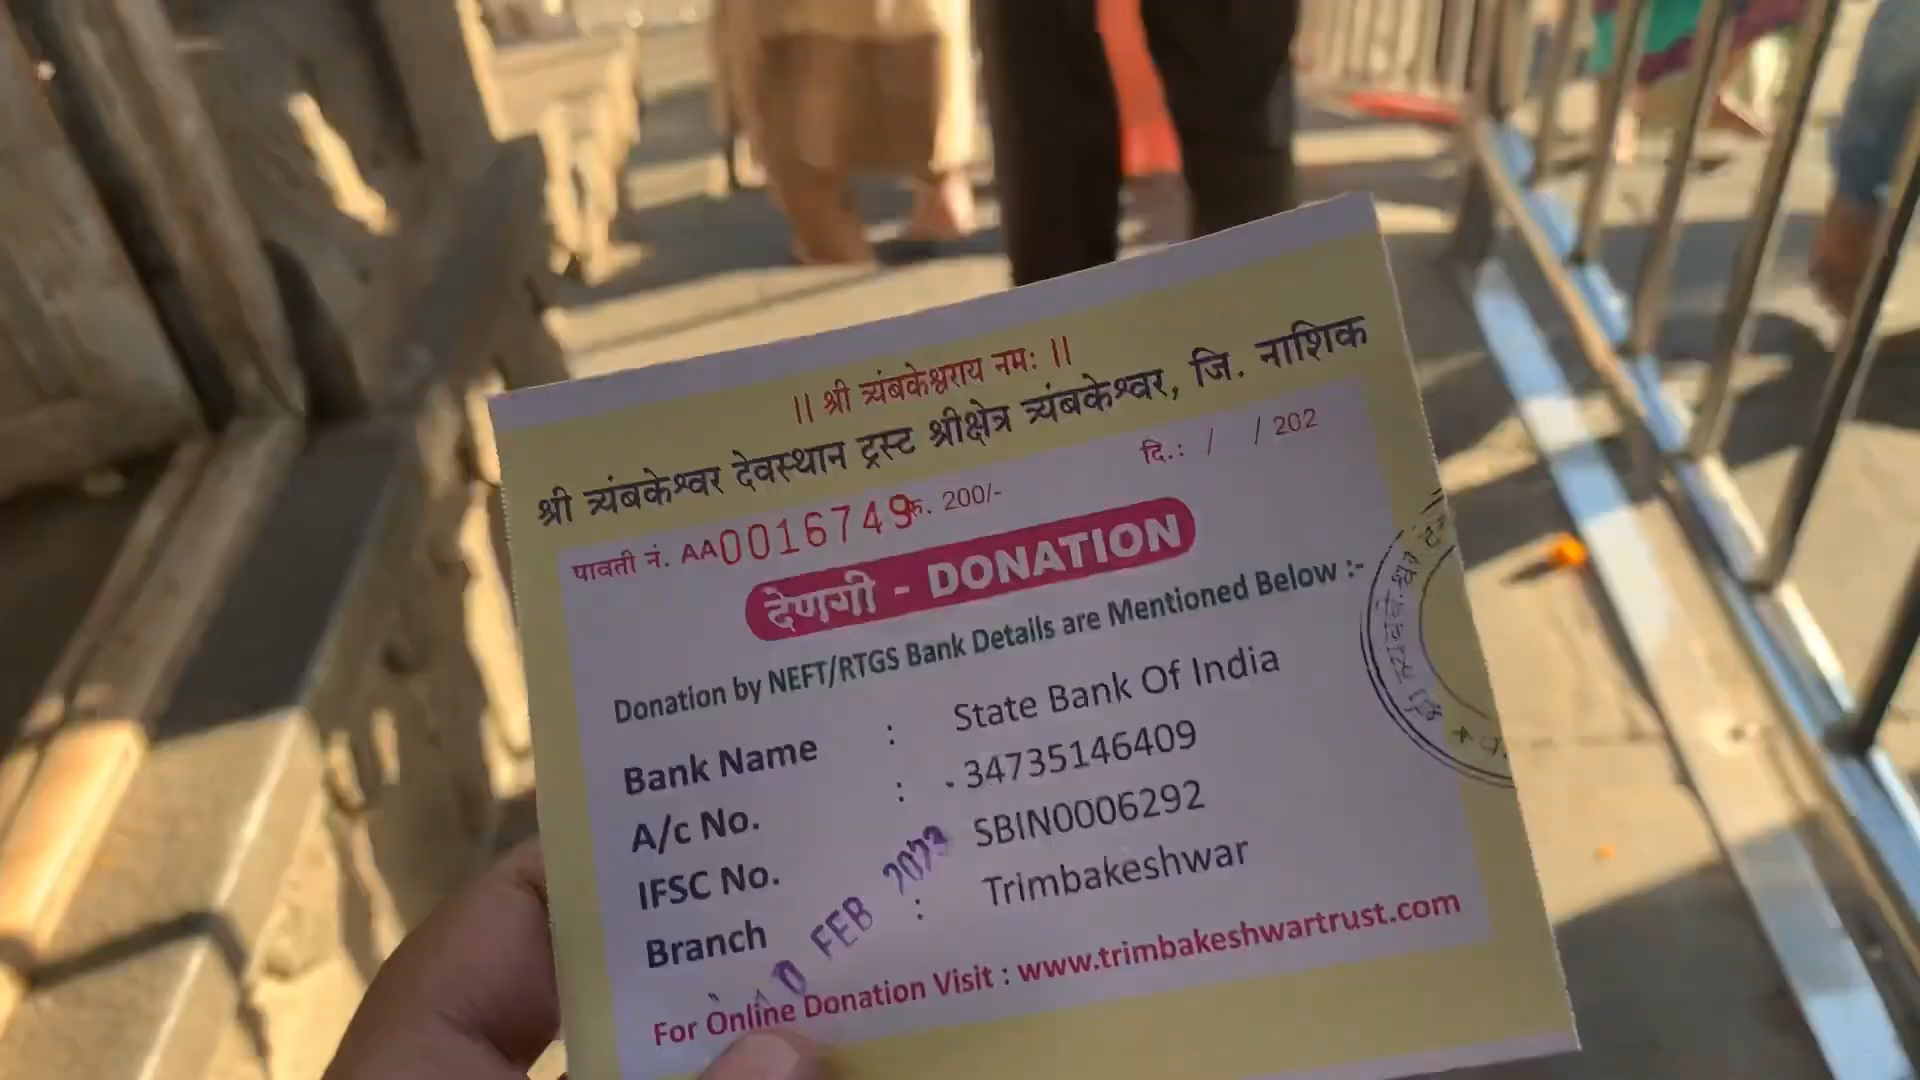 || श्री त्र्यंबकेश्वराय नमः ||
श्री त्र्यंबकेश्वर देवस्थान ट्रस्ट श्रीक्षेत्र त्र्यंबकेश्वर, जि. नाशिक
दि.: / / 202
पावती नं. AA0016749 रु. 200/-
देणगी - DONATION
Donation by NEFT/RTGS Bank Details are Mentioned Below :-
Bank Name : State Bank Of India
A/c No. : 34735146409
IFSC No. SBIN0006292
Branch : Trimbakeshwar
FEB 2023
For Online Donation Visit : www.trimbakeshwartrust.com